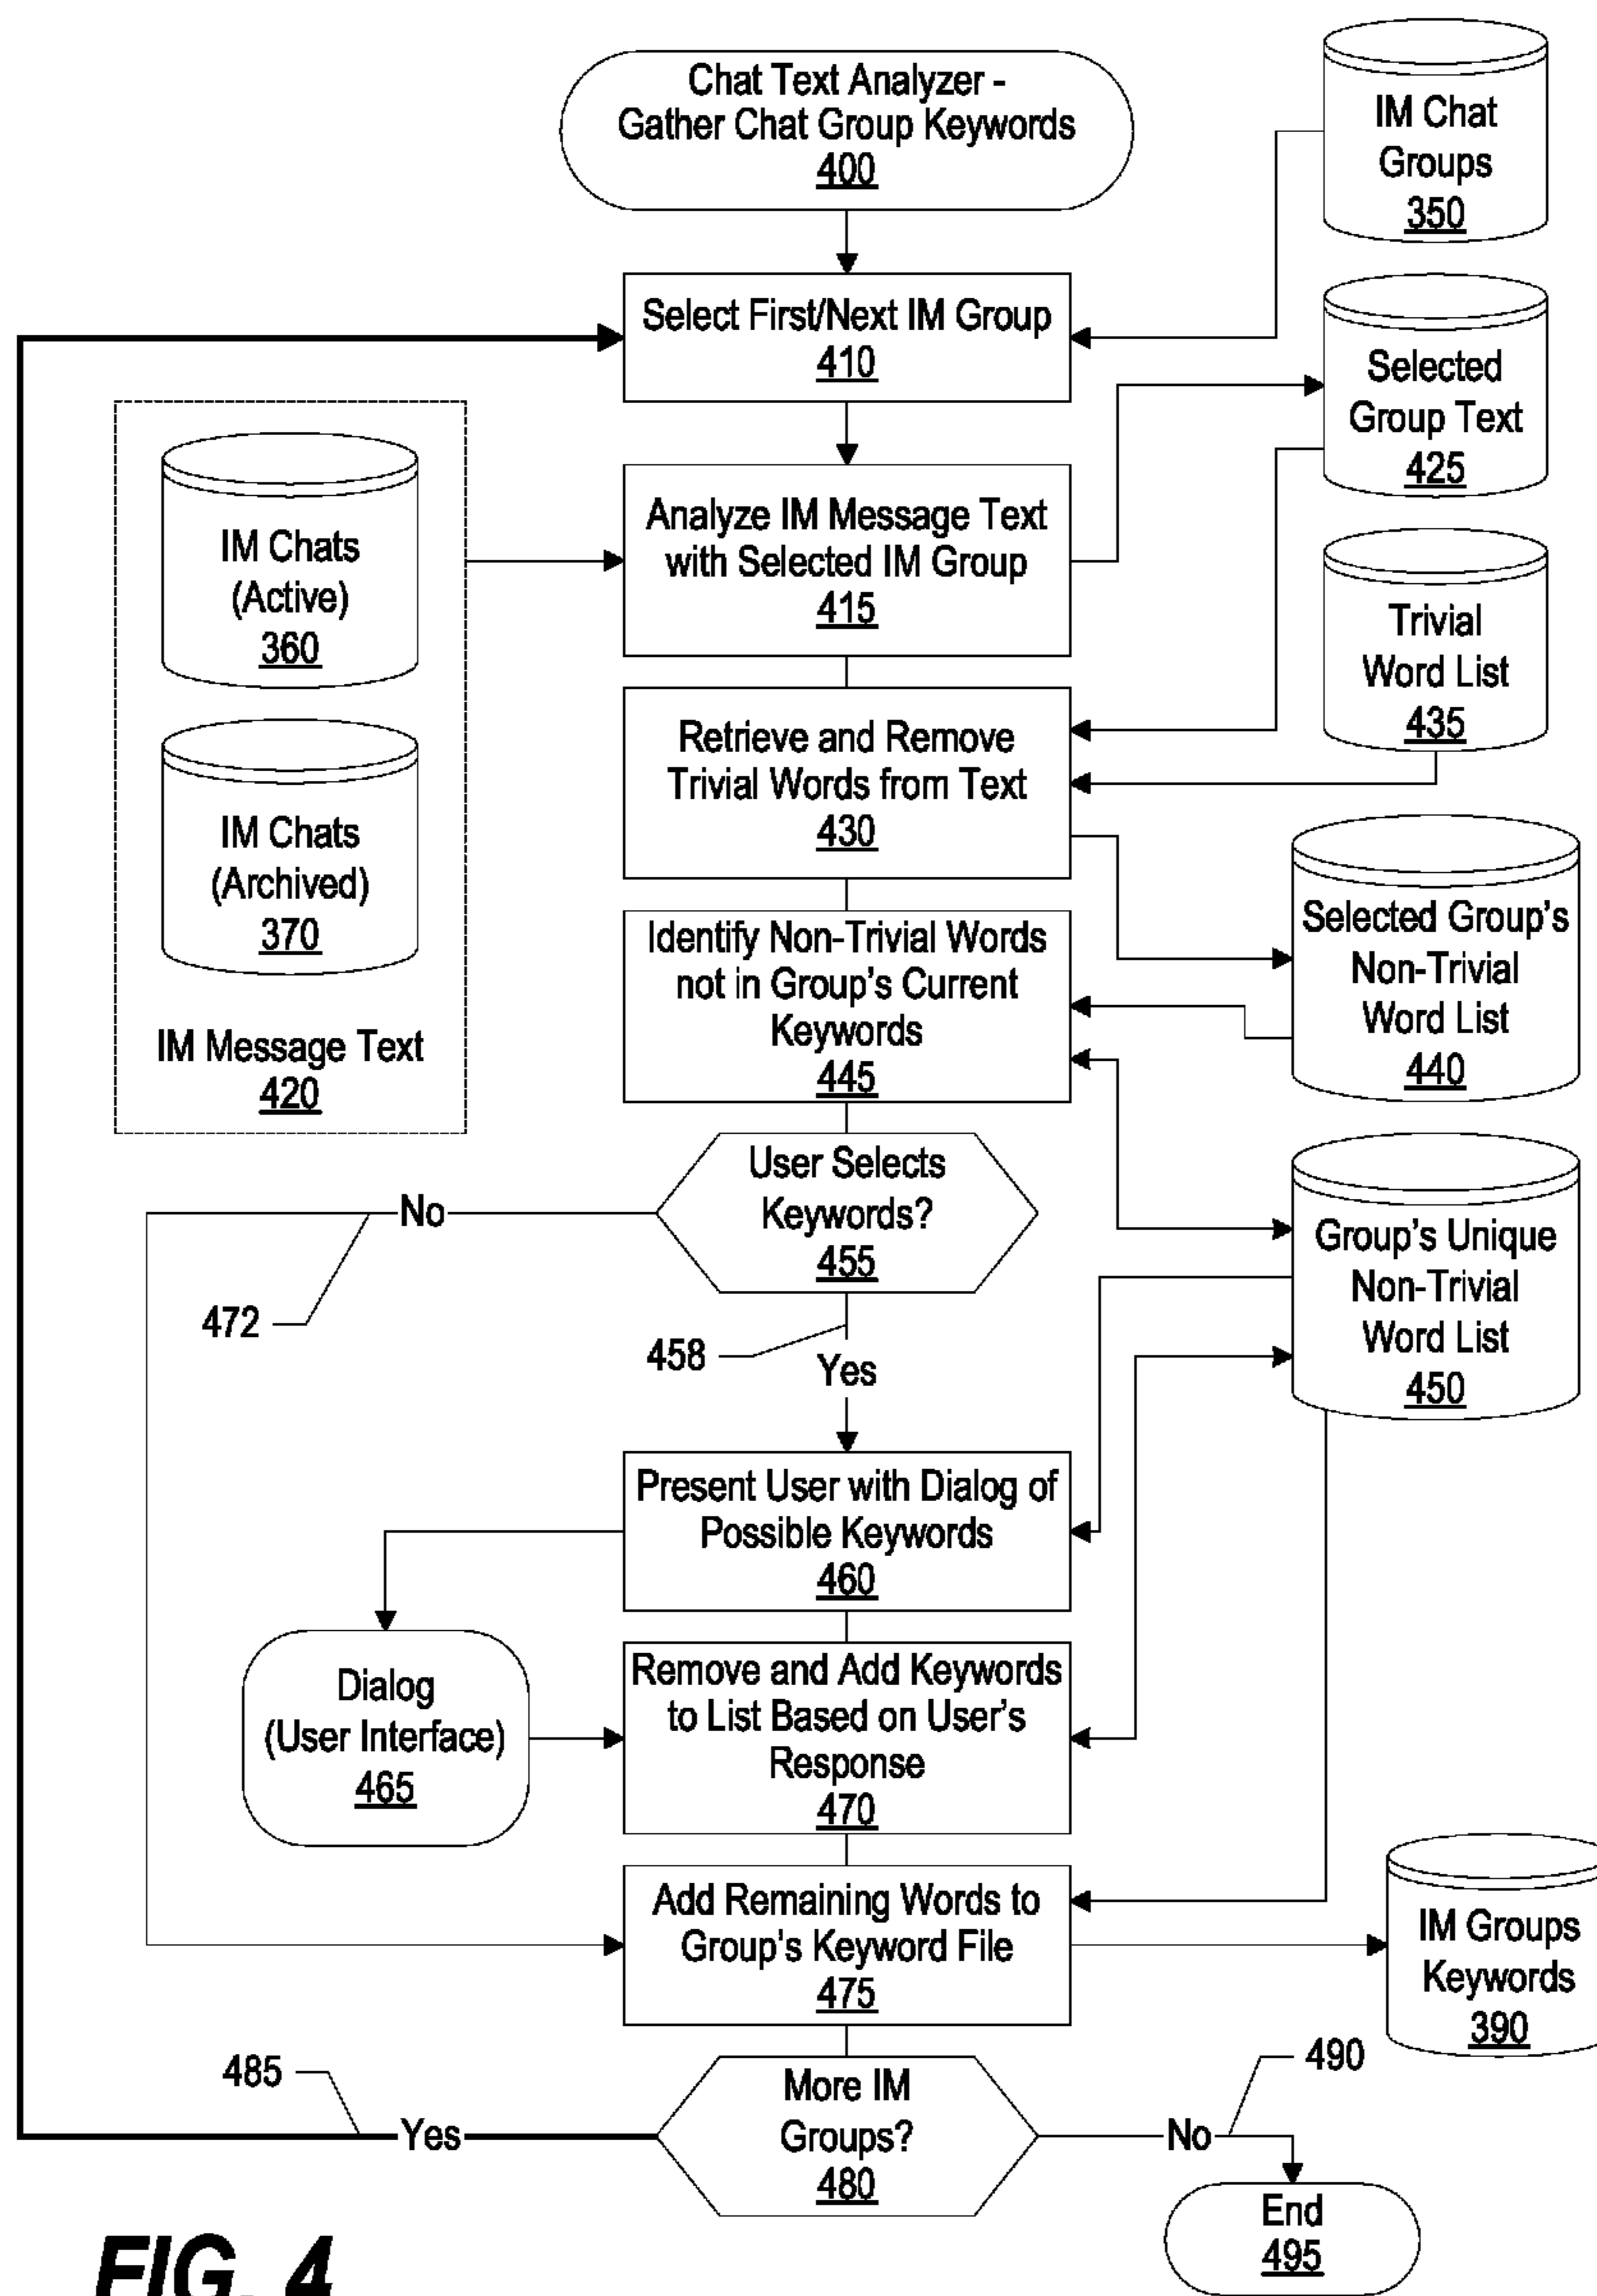 Chat Text Analyzer -
Gather Chat Group Keywords
400
IM Chat
Groups
350
Select First/Next IM Group
410
Selected
Group Text
425
IM Chats
(Active)
360
Analyze IM Message Text
with Selected IM Group
415
Trivial
Word List
435
Retrieve and Remove
Trivial Words from Text
430
IM Chats
(Archived)
370
IM Message Text
420
Identify Non-Trivial Words
not in Group's Current
Keywords
445
Selected Group's
Non-Trivial
Word List
440
User Selects
Keywords?
455
No
472
458
Yes
Group's Unique
Non-Trivial
Word List
450
Present User with Dialog of
Possible Keywords
460
Dialog
(User Interface)
465
Remove and Add Keywords
to List Based on User's
Response
470
Add Remaining Words to
Group's Keyword File
475
IM Groups
Keywords
390
485
Yes
More IM
Groups?
480
No
490
End
495
FIG. 4